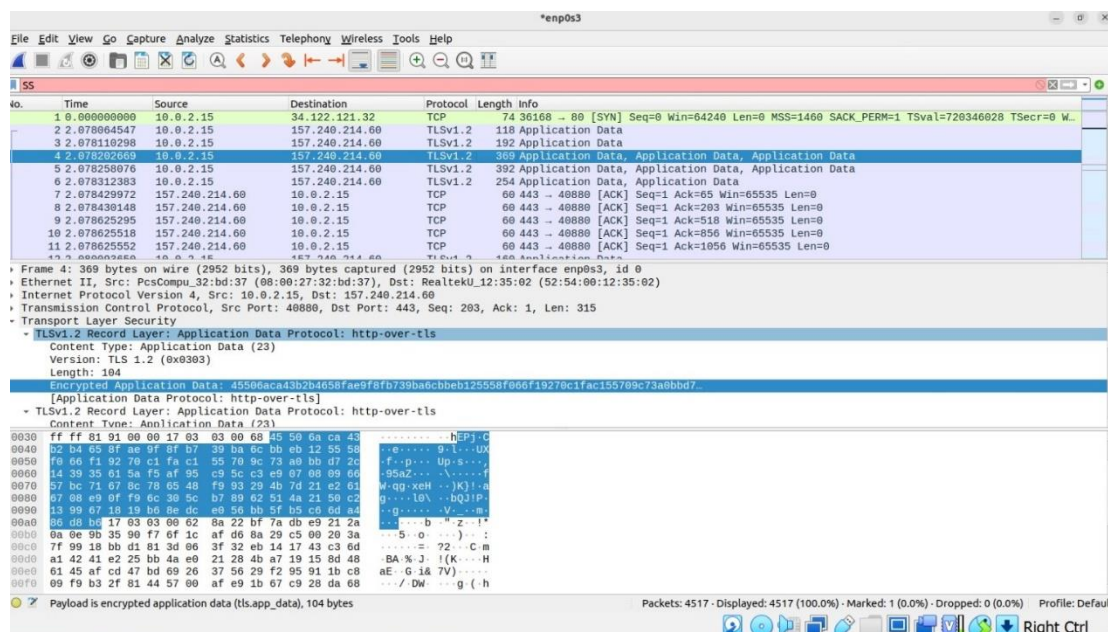 *enp0s3
File Edit View Go Capture Analyze Statistics Telephony Wireless Tools Help
ss
No. Time Source Destination Protocol Length Info
1 0.000000000 10.0.2.15 34.122.121.32 TCP 74 36168 → 80 [SYN] Seq=0 Win=64240 Len=0 MSS=1460 SACK_PERM=1 TSval=720346028 TSecr=0 W…
2 2.078064547 10.0.2.15 157.240.214.60 TLSv1.2 118 Application Data
3 2.078110298 10.0.2.15 157.240.214.60 TLSv1.2 192 Application Data
4 2.078202669 10.0.2.15 157.240.214.60 TLSv1.2 369 Application Data, Application Data, Application Data
5 2.078258076 10.0.2.15 157.240.214.60 TLSv1.2 392 Application Data, Application Data, Application Data
6 2.078312383 10.0.2.15 157.240.214.60 TLSv1.2 254 Application Data, Application Data
7 2.078429972 157.240.214.60 10.0.2.15 TCP 60 443 → 40880 [ACK] Seq=1 Ack=65 Win=65535 Len=0
8 2.078430148 157.240.214.60 10.0.2.15 TCP 60 443 → 40880 [ACK] Seq=1 Ack=203 Win=65535 Len=0
9 2.078625295 157.240.214.60 10.0.2.15 TCP 60 443 → 40880 [ACK] Seq=1 Ack=518 Win=65535 Len=0
10 2.078625518 157.240.214.60 10.0.2.15 TCP 60 443 → 40880 [ACK] Seq=1 Ack=856 Win=65535 Len=0
11 2.078625552 157.240.214.60 10.0.2.15 TCP 60 443 → 40880 [ACK] Seq=1 Ack=1056 Win=65535 Len=0
Frame 4: 369 bytes on wire (2952 bits), 369 bytes captured (2952 bits) on interface enp0s3, id 0
Ethernet II, Src: PcsCompu_32:bd:37 (08:00:27:32:bd:37), Dst: RealtekU_12:35:02 (52:54:00:12:35:02)
Internet Protocol Version 4, Src: 10.0.2.15, Dst: 157.240.214.60
Transmission Control Protocol, Src Port: 40880, Dst Port: 443, Seq: 203, Ack: 1, Len: 315
Transport Layer Security
TLSv1.2 Record Layer: Application Data Protocol: http-over-tls
Content Type: Application Data (23)
Version: TLS 1.2 (0x0303)
Length: 104
Encrypted Application Data: 45506aca43b2b4658fae9f8fb739ba6cbbeb125558f066f19270c1fac155709c73a0bbd7…
[Application Data Protocol: http-over-tls]
TLSv1.2 Record Layer: Application Data Protocol: http-over-tls
Content Type: Application Data (23)
0030 ff ff 81 91 00 00 17 03 03 00 68 45 50 6a ca 43 ········ ··hEPj·C
0040 b2 b4 65 8f ae 9f 8f b7 39 ba 6c bb eb 12 55 58 ··e····· 9·l···UX
0050 f0 66 f1 92 70 c1 fa c1 55 70 9c 73 a0 bb d7 2c ·f··p··· Up·s···,
0060 14 39 35 61 5a f5 af 95 c9 5c c3 e9 07 08 09 66 ·95aZ··· ·\·····f
0070 57 bc 71 67 8c 78 65 48 f9 93 29 4b 7d 21 e2 61 W·qg·xeH ··)K}!·a
0080 67 08 e9 0f f9 6c 30 5c b7 89 62 51 4a 21 50 c2 g····l0\ ··bQJ!P·
0090 13 99 67 18 19 b6 8e dc e0 56 bb 5f b5 c6 6d a4 ··g····· ·V·_··m·
00a0 86 d8 b6 17 03 03 00 62 8a 22 bf 7a db e9 21 2a ·······b ·"·z··!*
00b0 0a 0e 9b 35 90 f7 6f 1c af d6 8a 29 c5 00 20 3a ···5··o· ···)·· :
00c0 7f 99 18 bb d1 81 3d 06 3f 32 eb 14 17 43 c3 6d ······=· ?2···C·m
00d0 a1 42 41 e2 25 bb 4a e0 21 28 4b a7 19 15 8d 48 ·BA·%·J· !(K····H
00e0 61 45 af cd 47 bd 69 26 37 56 29 f2 95 91 1b c8 aE··G·i& 7V)·····
00f0 09 f9 b3 2f 81 44 57 00 af e9 1b 67 c9 28 da 68 ···/·DW· ···g·(·h
Payload is encrypted application data (tls.app_data), 104 bytes Packets: 4517 · Displayed: 4517 (100.0%) · Marked: 1 (0.0%) · Dropped: 0 (0.0%) Profile: Defaul
Right Ctrl